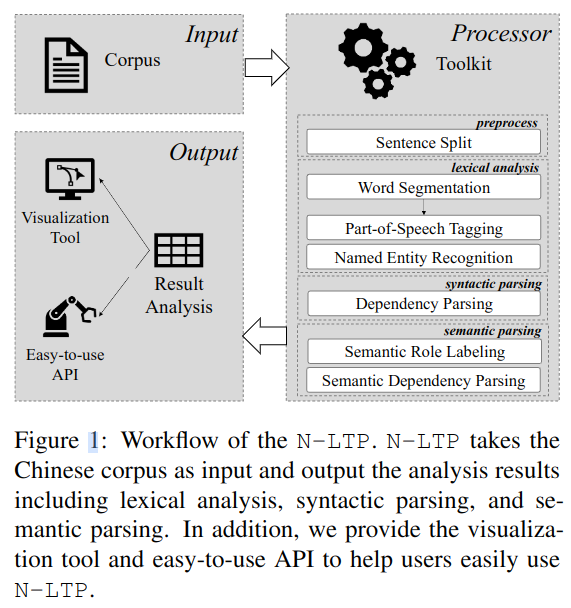 Input
Corpus
Processor
Toolkit
preprocess
Sentence Split
lexical analysis
Word Segmentation
Part-of-Speech Tagging
Named Entity Recognition
syntactic parsing
Dependency Parsing
semantic parsing
Semantic Role Labeling
Semantic Dependency Parsing
Output
Visualization
Tool
Result
Analysis
Easy-to-use
API
Figure 1: Workflow of the N-LTP. N-LTP takes the
Chinese corpus as input and output the analysis results
including lexical analysis, syntactic parsing, and se-
mantic parsing. In addition, we provide the visualiza-
tion tool and easy-to-use API to help users easily use
N-LTP.